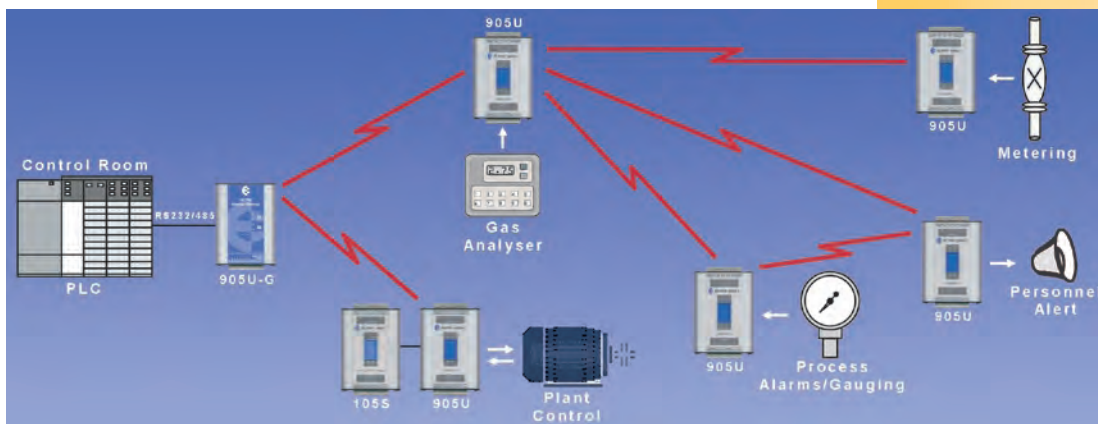 905U
905U
Metering
Control Room
RS232/485
PLC
905U-G
Gas
Analyser
905U
Personnel
Alert
905U
Process
Alarms/Gauging
105S
905U
Plant
Control